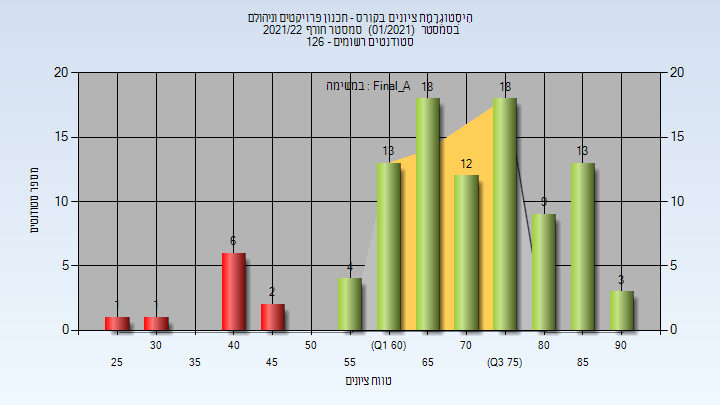 היסטוגרמת ציונים בקורס - תכנון פרויקטים וניהולם
בסמסטר (01/2021) סמסטר חורף 2021/22
סטודנטים רשומים - 126
במשימה : Final_A
20 20
15 15
10 10
5 5
0 0
מספר סטודנטים
1 1 6 2 4 13 18 12 18 9 13 3
30 40 50 (Q1 60) 70 80 90
25 35 45 55 65 (Q3 75) 85
טווח ציונים